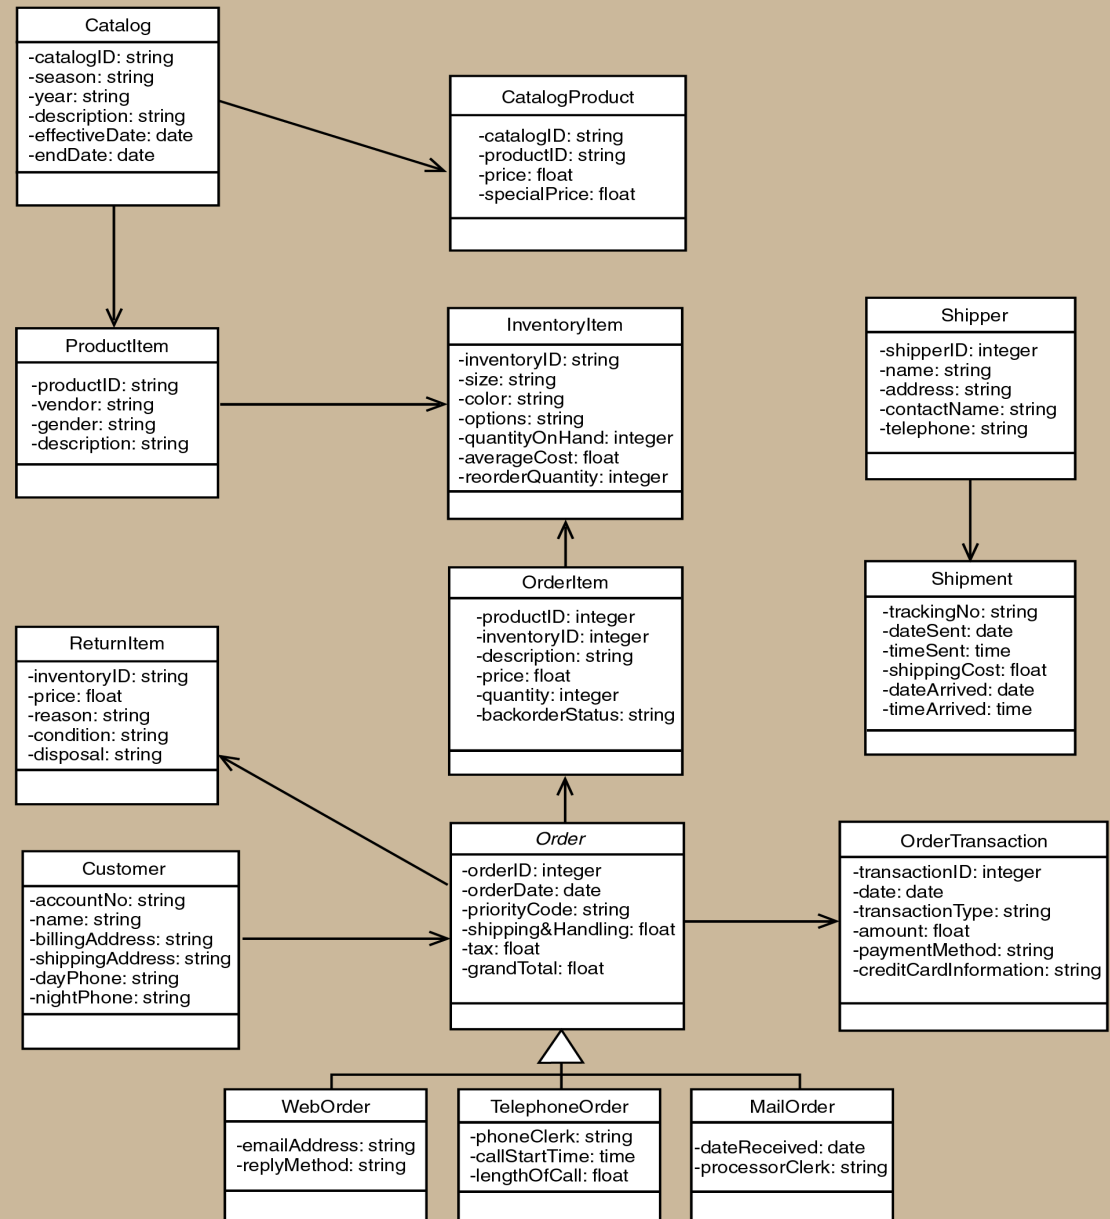 Catalog
-catalogID: string
-season: string
-year: string
-description: string
-effectiveDate: date
-endDate: date
CatalogProduct
-catalogID: string
-productID: string
-price: float
-specialPrice: float
ProductItem
-productID: string
-vendor: string
-gender: string
-description: string
InventoryItem
-inventoryID: string
-size: string
-color: string
-options: string
-quantityOnHand: integer
-averageCost: float
-reorderQuantity: integer
Shipper
-shipperID: integer
-name: string
-address: string
-contactName: string
-telephone: string
Shipment
-trackingNo: string
-dateSent: date
-timeSent: time
-shippingCost: float
-dateArrived: date
-timeArrived: time
OrderItem
-productID: integer
-inventoryID: integer
-description: string
-price: float
-quantity: integer
-backorderStatus: string
ReturnItem
-inventoryID: string
-price: float
-reason: string
-condition: string
-disposal: string
Customer
-accountNo: string
-name: string
-billingAddress: string
-shippingAddress: string
-dayPhone: string
-nightPhone: string
Order
-orderID: integer
-orderDate: date
-priorityCode: string
-shipping&Handling: float
-tax: float
-grandTotal: float
OrderTransaction
-transactionID: integer
-date: date
-transactionType: string
-amount: float
-paymentMethod: string
-creditCardInformation: string
WebOrder
-emailAddress: string
-replyMethod: string
TelephoneOrder
-phoneClerk: string
-callStartTime: time
-lengthOfCall: float
MailOrder
-dateReceived: date
-processorClerk: string